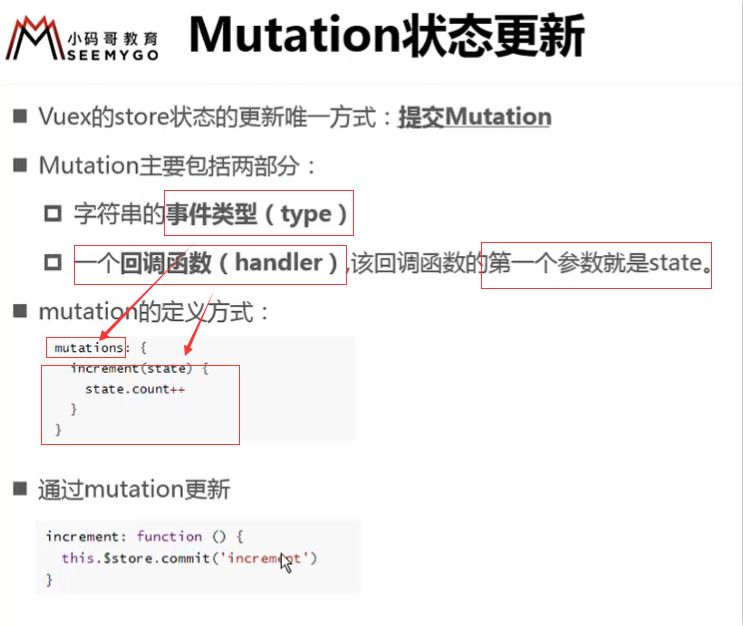 小码哥教育
SEEMYGO
Mutation状态更新
Vuex的store状态的更新唯一方式：提交Mutation
Mutation主要包括两部分：
字符串的事件类型（type）
一个回调函数（handler）,该回调函数的第一个参数就是state。
mutation的定义方式：
mutations: {
increment(state) {
state.count++
}
}
通过mutation更新
increment: function () {
this.$store.commit('increment')
}